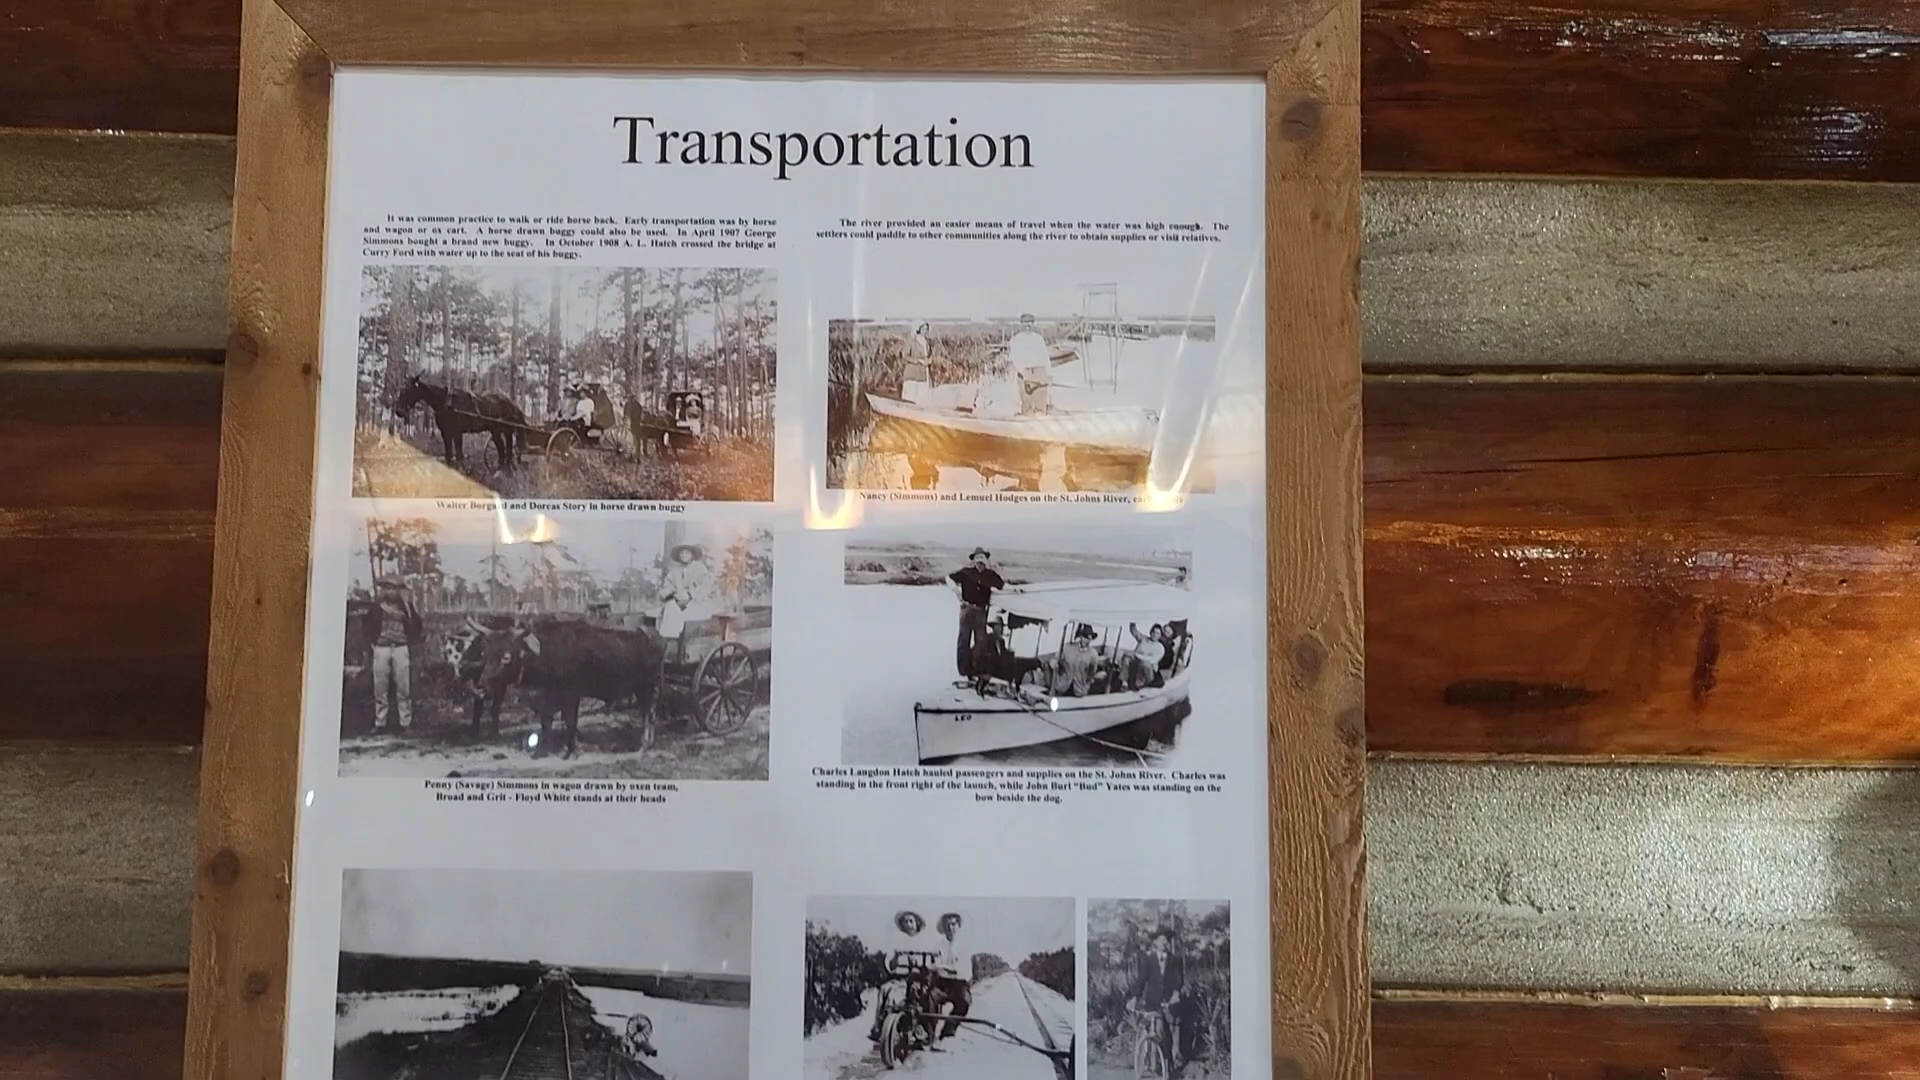 Transportation
It was common practice to walk or ride horse back. Early transportation was by horse
and wagon or ox cart. A horse drawn buggy could also be used. In April 1907 George
Simmons bought a brand new buggy. In October 1908 A. L. Hatch crossed the bridge at
Curry Ford with water up to the seat of his buggy.
Walter and Dorcas Story in horse drawn buggy
Penny (Savage) Simmons in wagon drawn by oxen team,
Broad and Grit - Floyd White stands at their heads
The river provided an easier means of travel when the water was high enough. The
settlers could paddle to other communities along the river to obtain supplies or visit relatives.
Nancy (Simmons) and Lemuel Hodges on the St. Johns River,
LEO
Charles Langdon Hatch hauled passengers and supplies on the St. Johns River. Charles was
standing in the front right of the launch, while John Burl "Bud" Yates was standing on the
bow beside the dog.